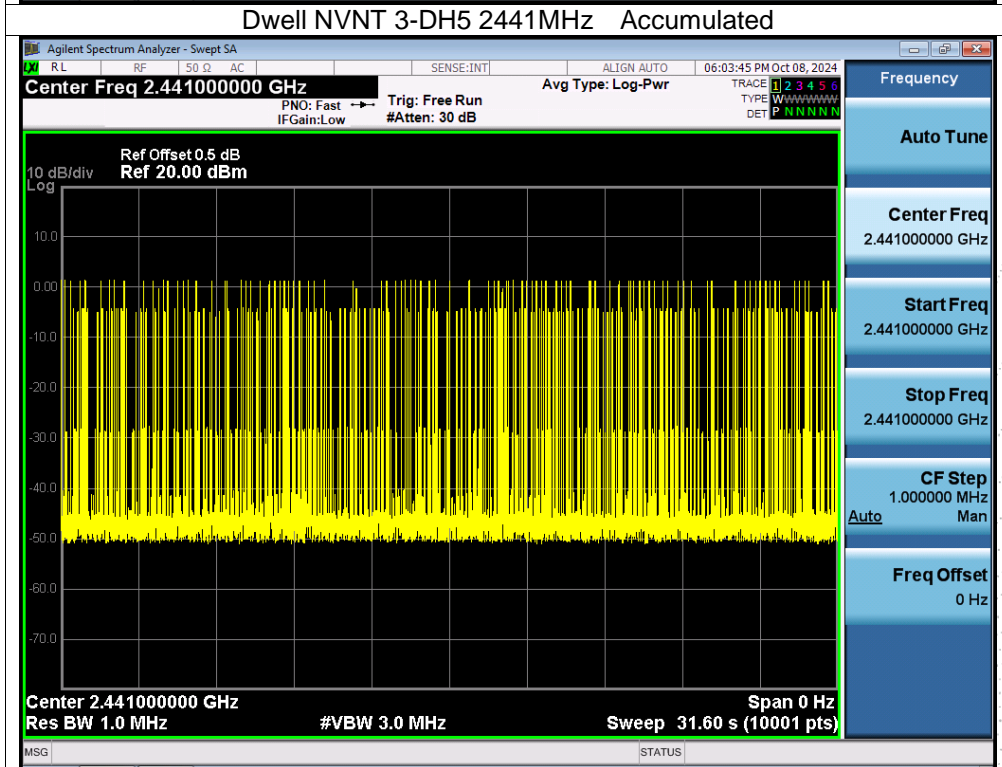 Dwell NVNT 3-DH5 2441MHz Accumulated
Agilent Spectrum Analyzer - Swept SA
LXI RL RF 50 Ω AC SENSE:INT ALIGN AUTO 06:03:45 PM Oct 08, 2024
Center Freq 2.441000000 GHz
PNO: Fast
IFGain:Low
Trig: Free Run
#Atten: 30 dB
Avg Type: Log-Pwr
TRACE 1 2 3 4 5 6
TYPE WWWWWW
DET P N N N N N
Frequency
Auto Tune
Center Freq
2.441000000 GHz
Start Freq
2.441000000 GHz
Stop Freq
2.441000000 GHz
CF Step
1.000000 MHz
Auto Man
Freq Offset
0 Hz
Ref Offset 0.5 dB
10 dB/div Ref 20.00 dBm
Log
10.0
0.00
-10.0
-20.0
-30.0
-40.0
-50.0
-60.0
-70.0
Center 2.441000000 GHz Span 0 Hz
Res BW 1.0 MHz #VBW 3.0 MHz Sweep 31.60 s (10001 pts)
MSG STATUS